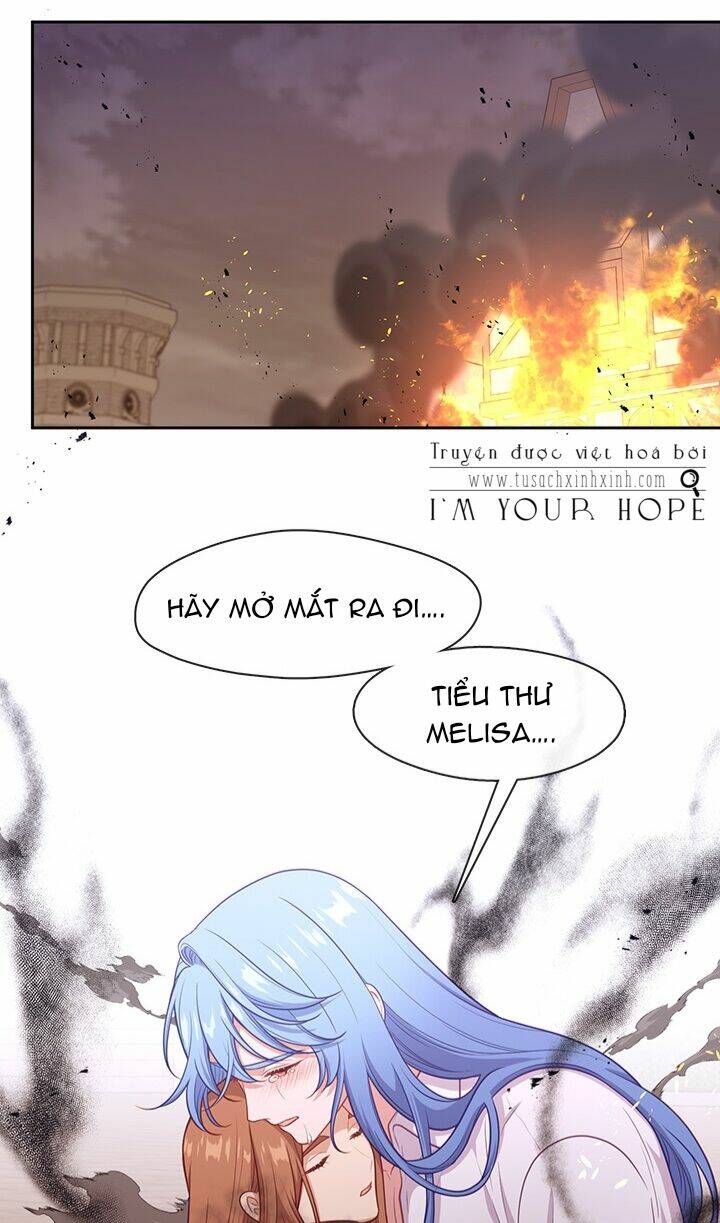 Truyện được việt hoá bởi
www.tusachxinhxinh.com
I'M YOUR HOPE
HÃY MỞ MẮT RA ĐI....
TIỂU THƯ
MELISA....